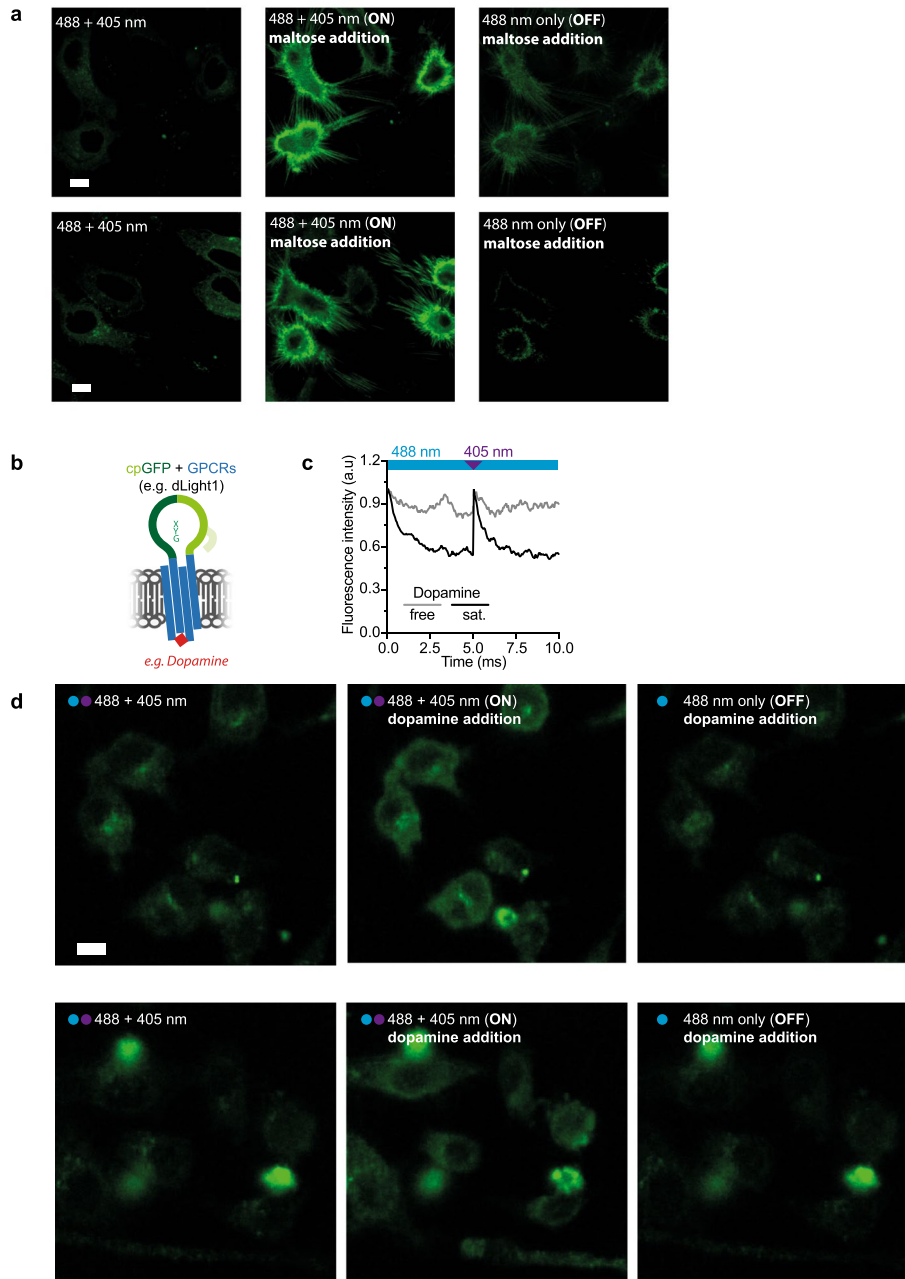 a
488 + 405 nm
488 + 405 nm (ON)
maltose addition
488 nm only (OFF)
maltose addition
488 + 405 nm
488 + 405 nm (ON)
maltose addition
488 nm only (OFF)
maltose addition
b
cpGFP + GPCRs
(e.g. dLight1)
X
Y
G
e.g. Dopamine
c
488 nm
405 nm
Fluorescence intensity (a.u)
1.2
0.9
0.6
0.3
0.0
Dopamine
free
sat.
0.0
2.5
5.0
7.5
10.0
Time (ms)
d
488 + 405 nm
488 + 405 nm (ON)
dopamine addition
488 nm only (OFF)
dopamine addition
488 + 405 nm
488 + 405 nm (ON)
dopamine addition
488 nm only (OFF)
dopamine addition